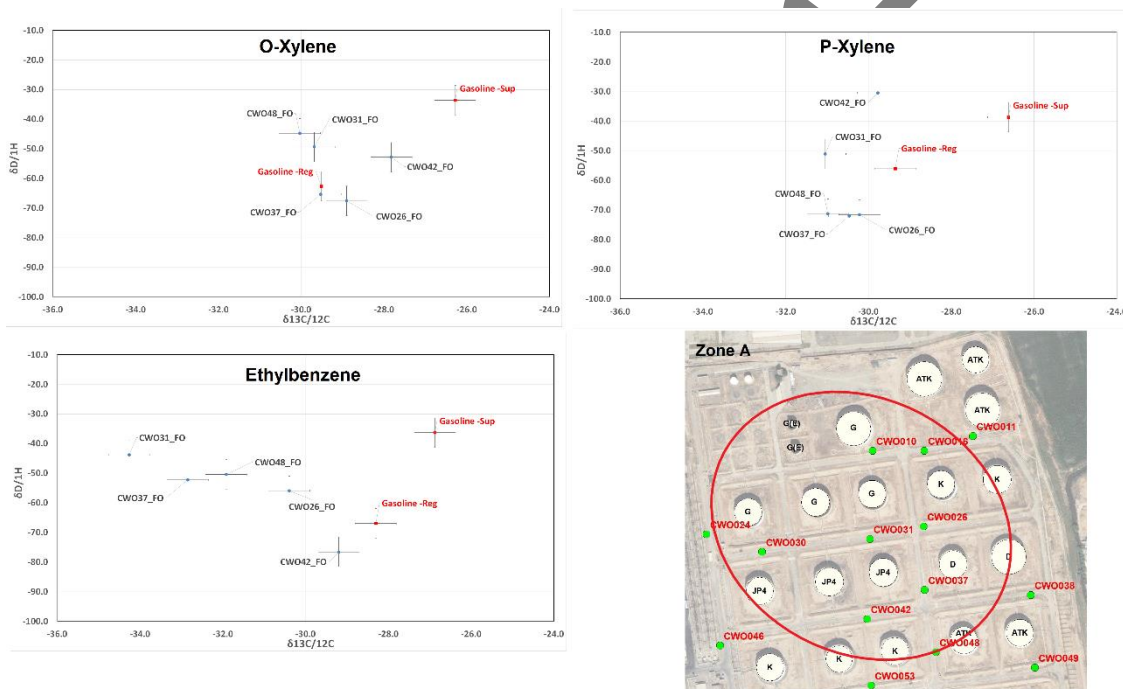 O-Xylene
-10.0
-20.0
-30.0
-40.0
-50.0
-60.0
-70.0
-80.0
-90.0
-100.0
δD/1H
Gasoline -Sup
CWO48_FO
CWO31_FO
CWO42_FO
Gasoline -Reg
CWO37_FO
CWO26_FO
-36.0 -34.0 -32.0 -30.0 -28.0 -26.0 -24.0
δ13C/12C
P-Xylene
-10.0
-20.0
-30.0
-40.0
-50.0
-60.0
-70.0
-80.0
-90.0
-100.0
δD/1H
CWO42_FO
Gasoline -Sup
CWO31_FO
Gasoline -Reg
CWO48_FO
CWO37_FO
CWO26_FO
-36.0 -34.0 -32.0 -30.0 -28.0 -26.0 -24.0
δ13C/12C
Ethylbenzene
-10.0
-20.0
-30.0
-40.0
-50.0
-60.0
-70.0
-80.0
-90.0
-100.0
δD/1H
Gasoline -Sup
CWO31_FO
CWO48_FO
CWO37_FO
CWO26_FO
Gasoline -Reg
CWO42_FO
-36.0 -34.0 -32.0 -30.0 -28.0 -26.0 -24.0
δ13C/12C
Zone A
ATK
ATK
ATK
G(E)
G
CWO011
G(E)
CWO010
CWO016
K
K
G
G
G
CWO026
CWO024
CWO031
CWO030
D
D
JP4
JP4
JP4
CWO037
CWO038
CWO042
ATK
ATK
CWO046
CWO048
K
K
K
CWO049
CWO053